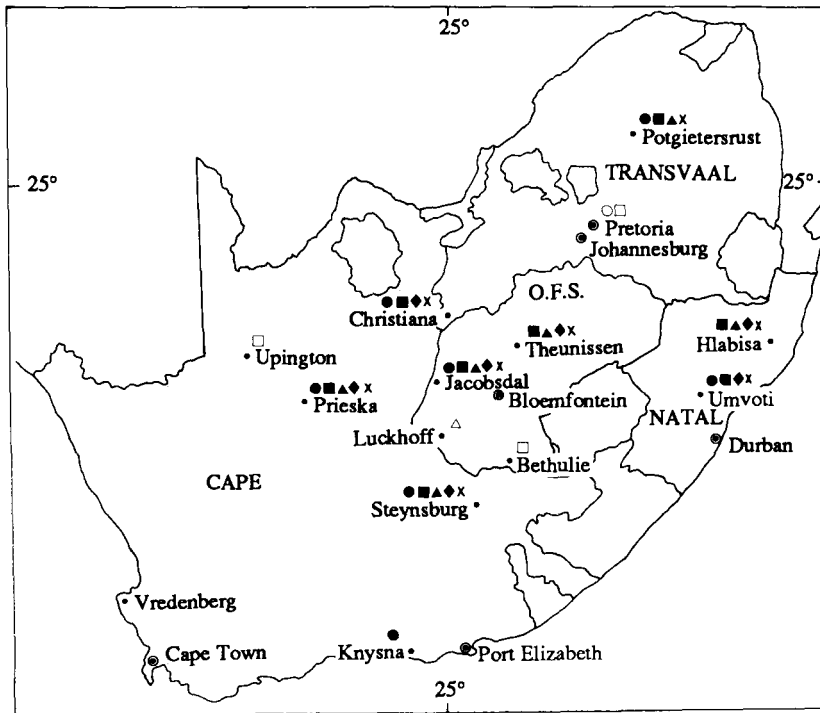 25°
Potgietersrust
25°
TRANSVAAL
25°
Pretoria
Johannesburg
O.F.S.
Christiana
Theunissen
Hlabisa
Upington
Jacobsdal
Prieska
Bloemfontein
Umvoti
NATAL
Luckhoff
Durban
Bethulie
CAPE
Steynsburg
Vredenberg
Knysna
Cape Town
Port Elizabeth
25°